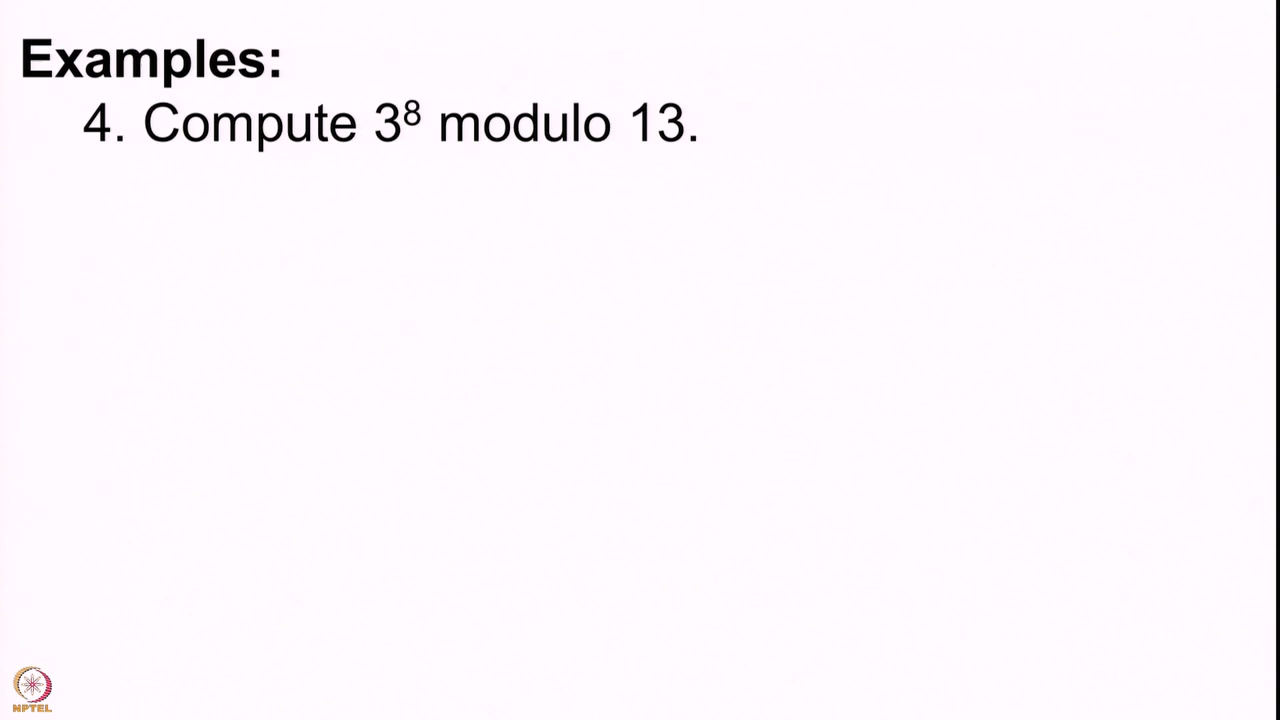 Examples:
4. Compute 3⁸ modulo 13.
NPTEL